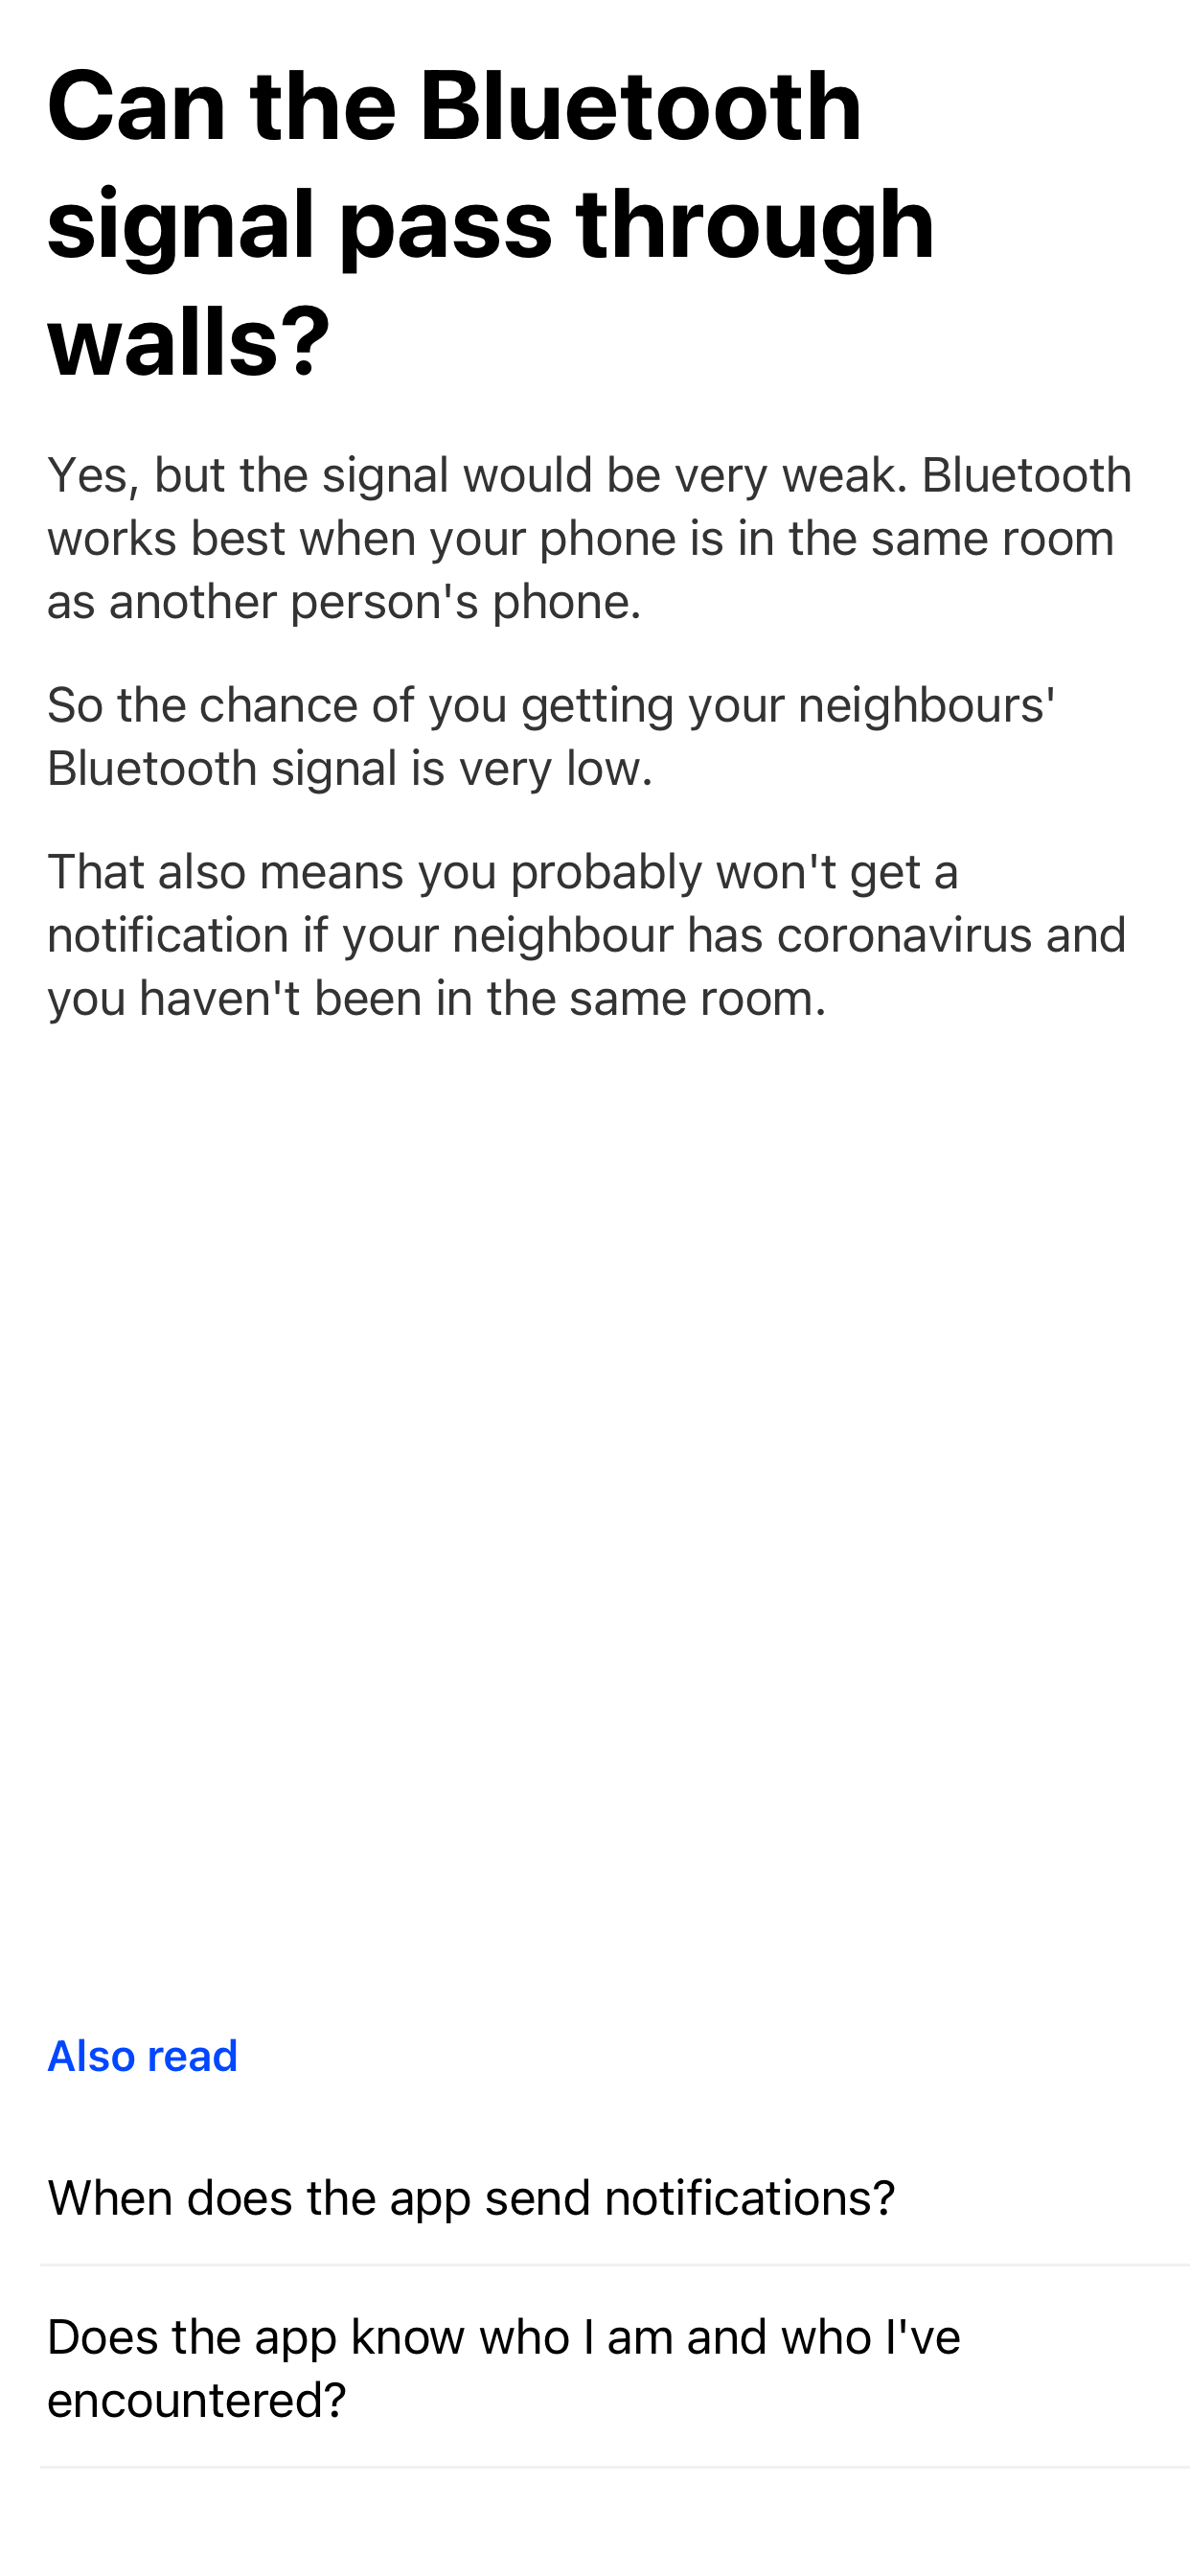 Can the Bluetooth
signal pass through
walls?
Yes, but the signal would be very weak. Bluetooth
works best when your phone is in the same room
as another person's phone.
So the chance of you getting your neighbours'
Bluetooth signal is very low.
That also means you probably won't get a
notification if your neighbour has coronavirus and
you haven't been in the same room.
Also read
When does the app send notifications?
Does the app know who I am and who I've
encountered?